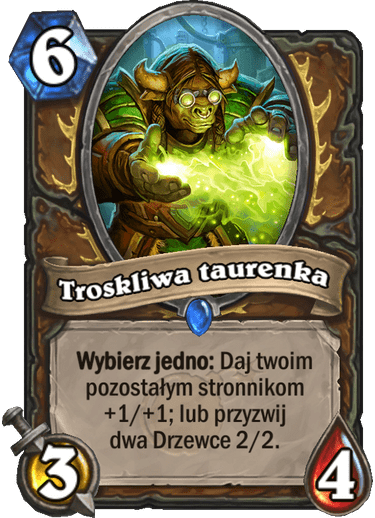 6
Troskliwa taurenka
Wybierz jedno: Daj twoim
pozostałym stronnikom
+1/+1; lub przyzwij
dwa Drzewce 2/2.
3
4